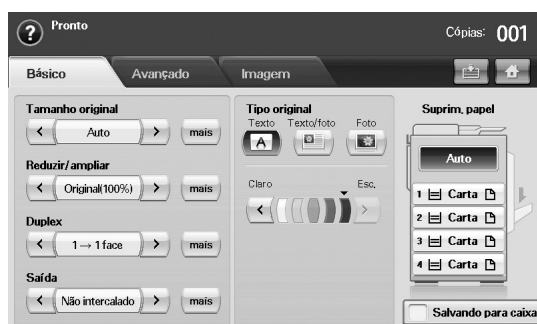 ? Pronto
Cópias: 001
Básico Avançado Imagem
Tamanho original
< Auto > mais
Reduzir/ampliar
< Original(100%) > mais
Duplex
< 1→1 face > mais
Saída
< Não intercalado > mais
Tipo original
Texto Texto/foto Foto
A
Claro Esc.
< >
Suprim. papel
Auto
1 Carta
2 Carta
3 Carta
4 Carta
Salvando para caixa